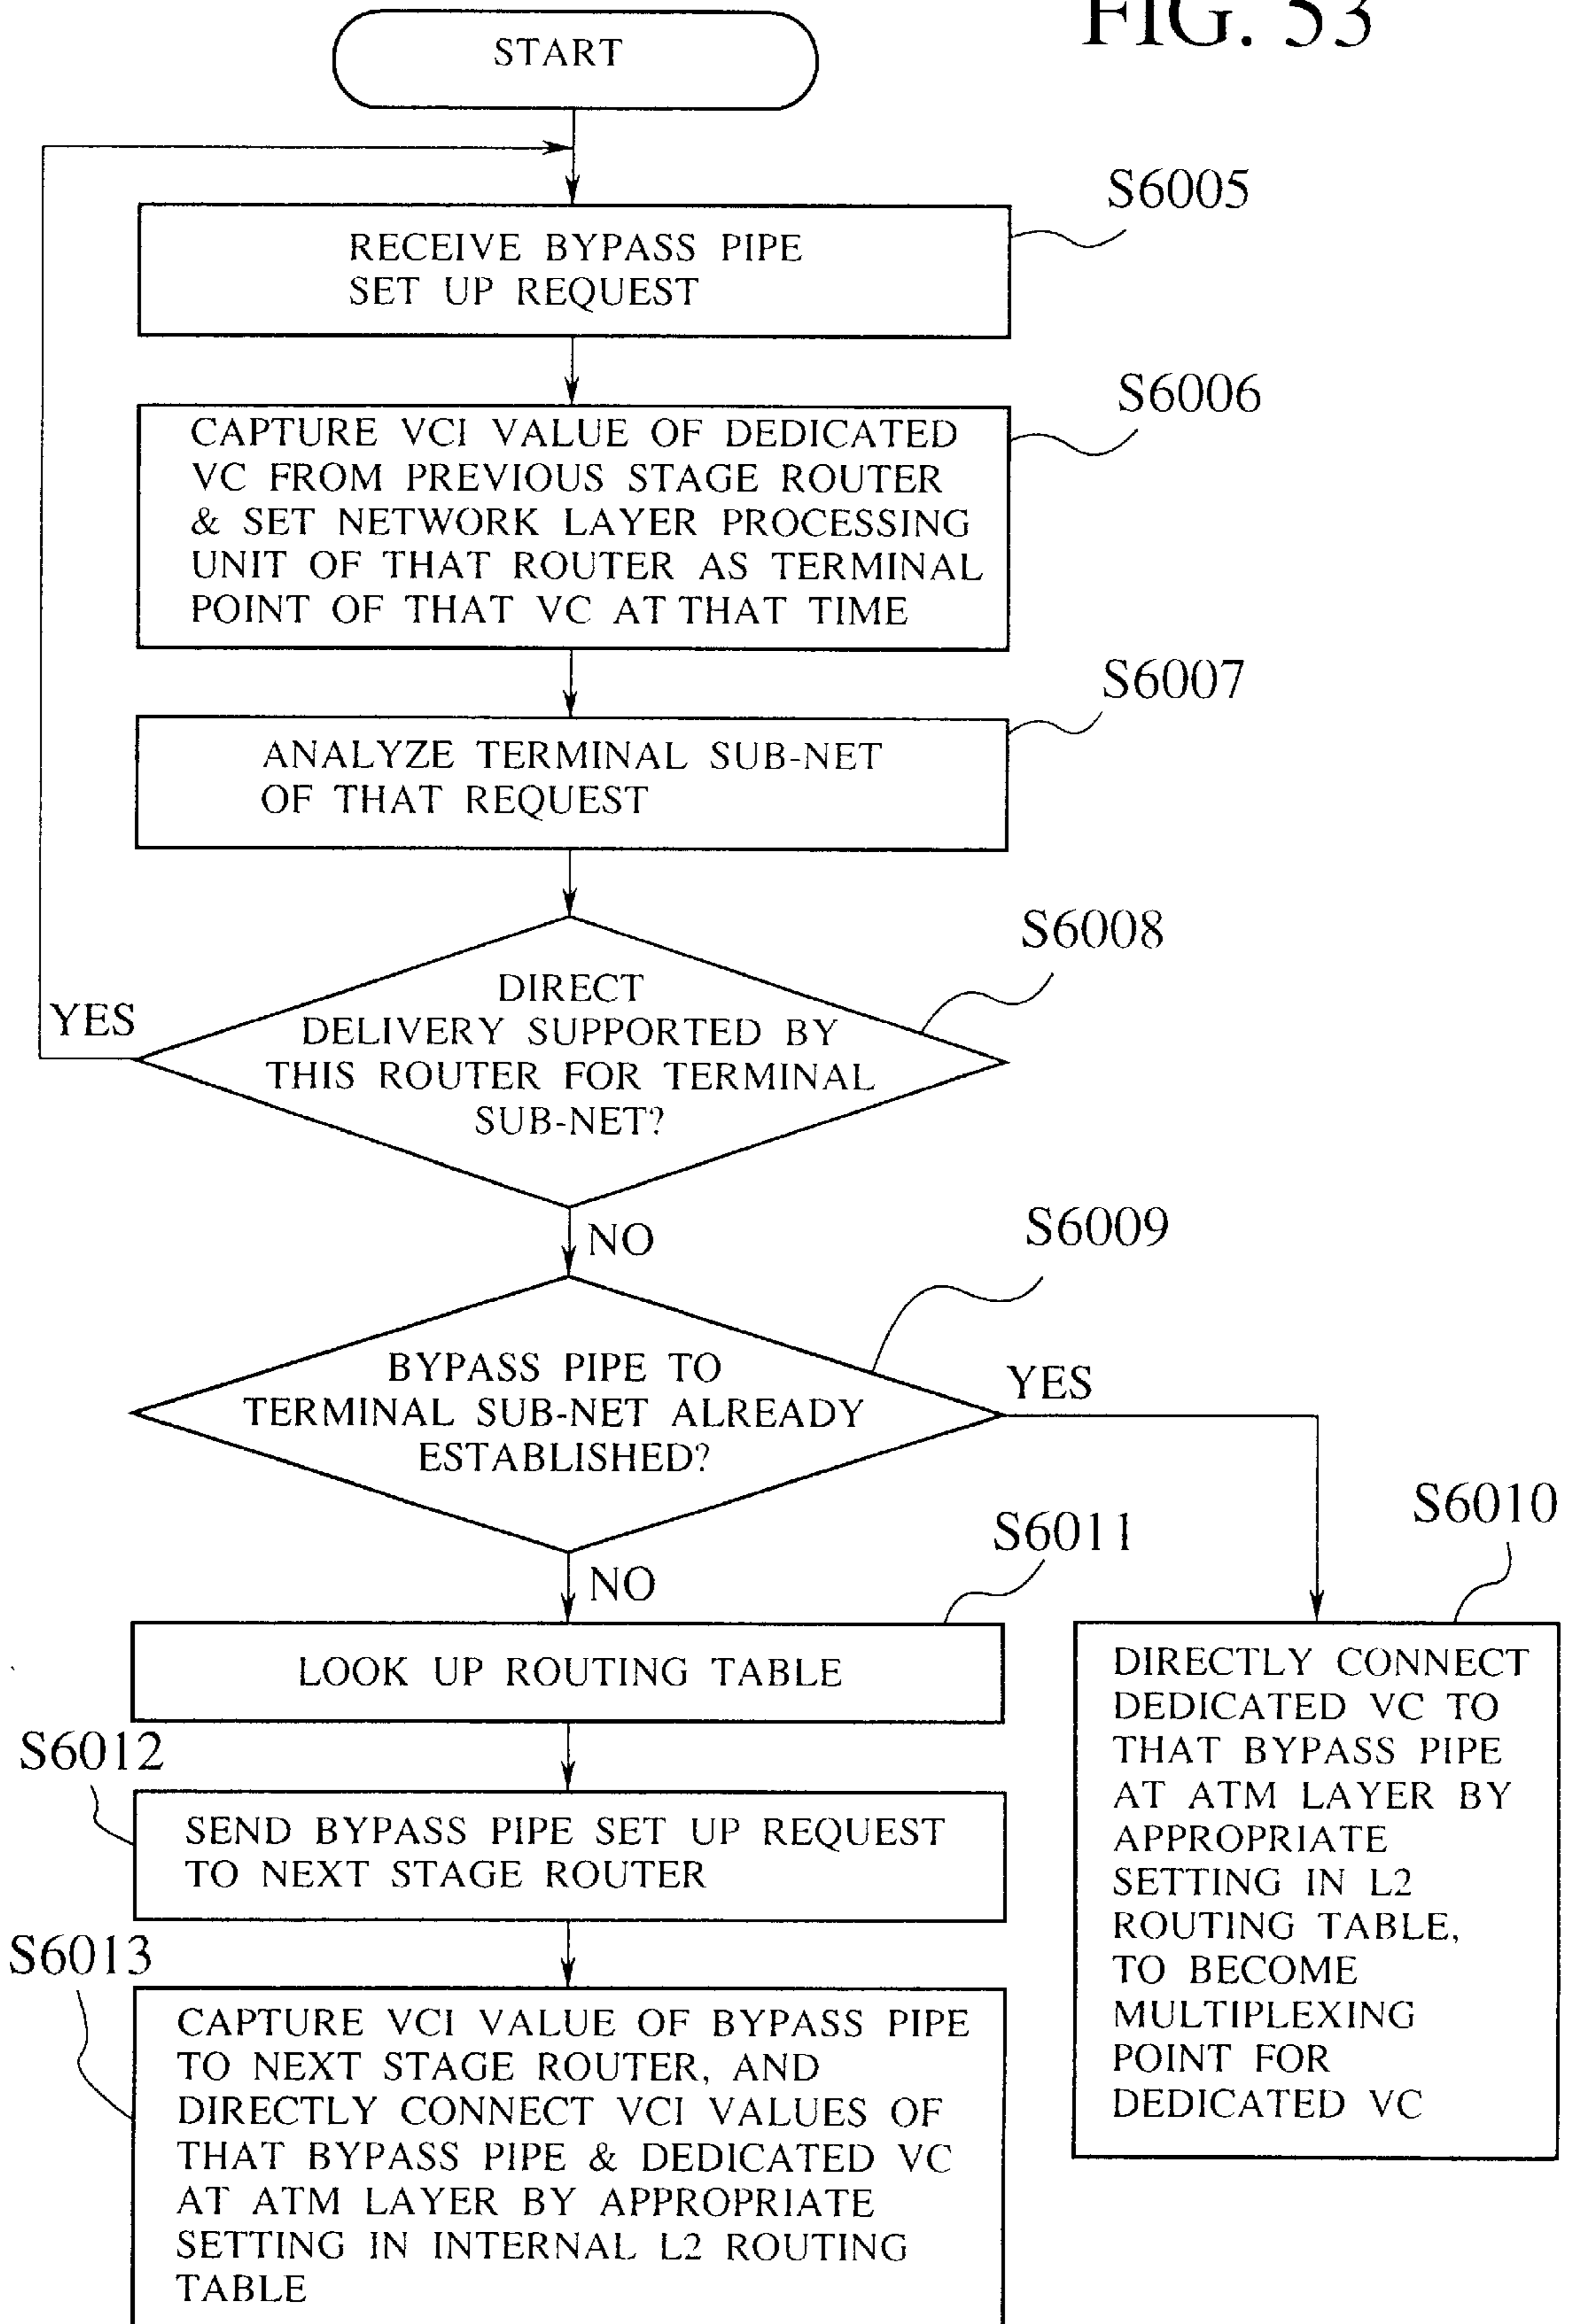 FIG. 53
START
S6005
RECEIVE BYPASS PIPE
SET UP REQUEST
S6006
CAPTURE VCI VALUE OF DEDICATED
VC FROM PREVIOUS STAGE ROUTER
& SET NETWORK LAYER PROCESSING
UNIT OF THAT ROUTER AS TERMINAL
POINT OF THAT VC AT THAT TIME
S6007
ANALYZE TERMINAL SUB-NET
OF THAT REQUEST
S6008
DIRECT
DELIVERY SUPPORTED BY
THIS ROUTER FOR TERMINAL
SUB-NET?
YES
NO
S6009
BYPASS PIPE TO
TERMINAL SUB-NET ALREADY
ESTABLISHED?
YES
NO
S6010
DIRECTLY CONNECT
DEDICATED VC TO
THAT BYPASS PIPE
AT ATM LAYER BY
APPROPRIATE
SETTING IN L2
ROUTING TABLE,
TO BECOME
MULTIPLEXING
POINT FOR
DEDICATED VC
S6011
LOOK UP ROUTING TABLE
S6012
SEND BYPASS PIPE SET UP REQUEST
TO NEXT STAGE ROUTER
S6013
CAPTURE VCI VALUE OF BYPASS PIPE
TO NEXT STAGE ROUTER, AND
DIRECTLY CONNECT VCI VALUES OF
THAT BYPASS PIPE & DEDICATED VC
AT ATM LAYER BY APPROPRIATE
SETTING IN INTERNAL L2 ROUTING
TABLE